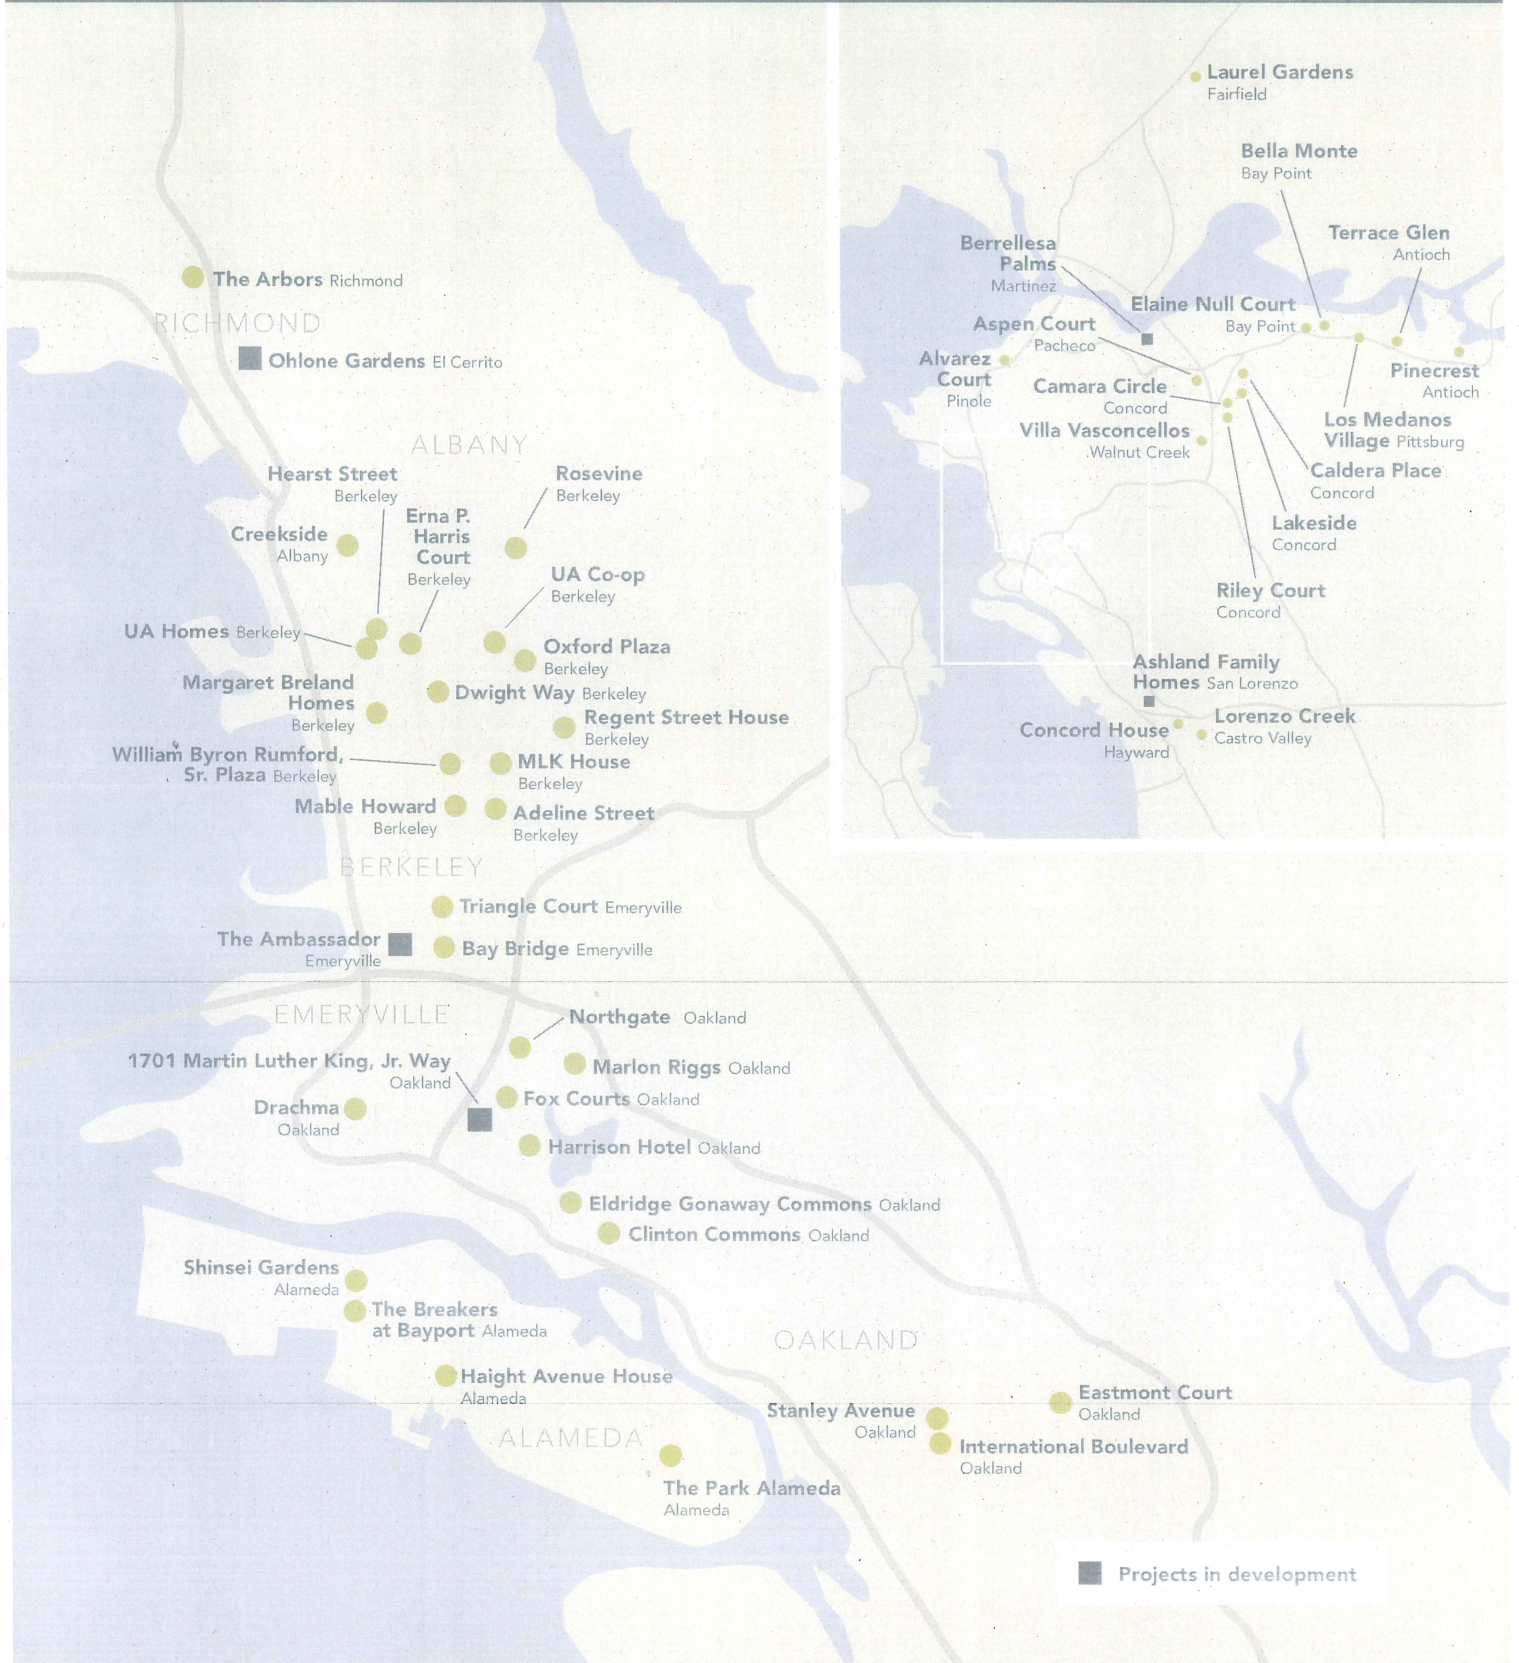 The Arbors Richmond
RICHMOND
Ohlone Gardens El Cerrito
ALBANY
Hearst Street
Berkeley
Rosevine
Berkeley
Erna P.
Harris
Court
Berkeley
Creekside
Albany
UA Co-op
Berkeley
UA Homes Berkeley
Oxford Plaza
Berkeley
Margaret Breland
Homes
Berkeley
Dwight Way Berkeley
Regent Street House
Berkeley
William Byron Rumford,
Sr. Plaza Berkeley
MLK House
Berkeley
Mable Howard
Berkeley
Adeline Street
Berkeley
BERKELEY
Triangle Court Emeryville
The Ambassador
Emeryville
Bay Bridge Emeryville
EMERYVILLE
Northgate Oakland
1701 Martin Luther King, Jr. Way
Oakland
Marlon Riggs Oakland
Fox Courts Oakland
Drachma
Oakland
Harrison Hotel Oakland
Eldridge Gonaway Commons Oakland
Clinton Commons Oakland
Shinsei Gardens
Alameda
The Breakers
at Bayport Alameda
OAKLAND
Haight Avenue House
Alameda
Stanley Avenue
Oakland
Eastmont Court
Oakland
ALAMEDA
International Boulevard
Oakland
The Park Alameda
Alameda
Projects in development
Laurel Gardens
Fairfield
Bella Monte
Bay Point
Terrace Glen
Antioch
Berrellesa
Palms
Martinez
Elaine Null Court
Bay Point
Aspen Court
Pacheco
Alvarez
Court
Pinole
Pinecrest
Antioch
Camara Circle
Concord
Los Medanos
Village Pittsburg
Villa Vasconcellos
Walnut Creek
Caldera Place
Concord
Lakeside
Concord
Riley Court
Concord
Ashland Family
Homes San Lorenzo
Concord House
Hayward
Lorenzo Creek
Castro Valley